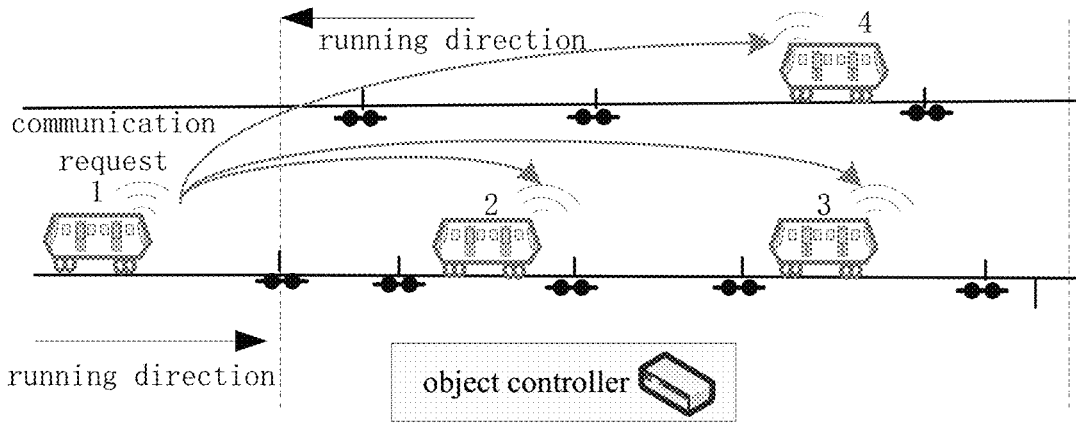 running direction
4
communication
request
1
2
3
running direction
object controller